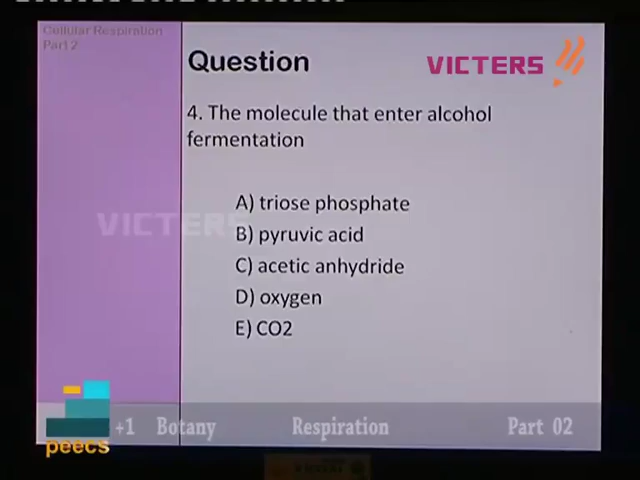 Cellular Respiration
Part 2
Question
VICTERS
4. The molecule that enter alcohol
fermentation
VICTERS
A) triose phosphate
B) pyruvic acid
C) acetic anhydride
D) oxygen
E) CO2
peecs
+1 Botany Respiration Part 02